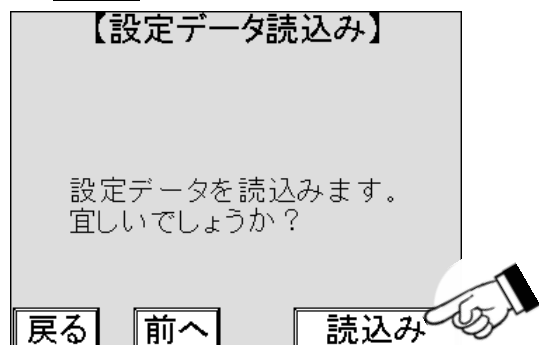 【設定データ読込み】
設定データを読込みます。
宜しいでしょうか？
戻る 前へ 読込み